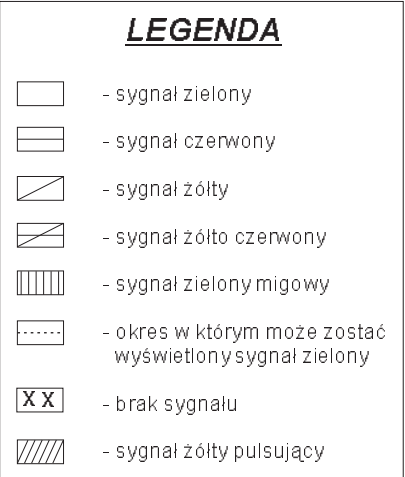 LEGENDA
- sygnał zielony
- sygnał czerwony
- sygnał żółty
- sygnał żółto czerwony
- sygnał zielony migowy
- okres w którym może zostać
wyświetlony sygnał zielony
X X - brak sygnału
- sygnał żółty pulsujący